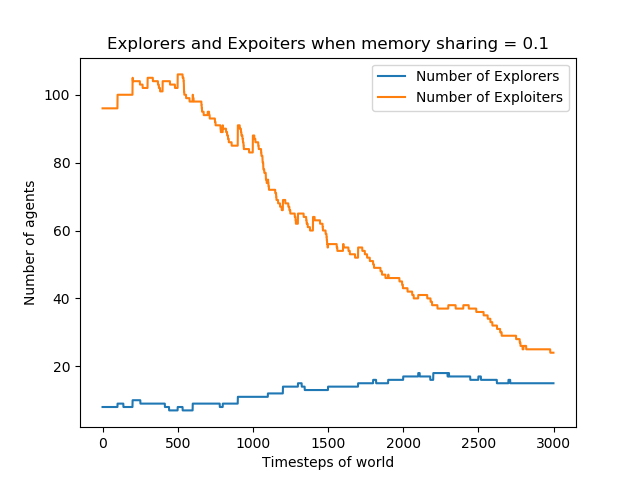 Explorers and Expoiters when memory sharing = 0.1
Number of Explorers
Number of Exploiters
100
80
60
40
20
Number of agents
0 500 1000 1500 2000 2500 3000
Timesteps of world